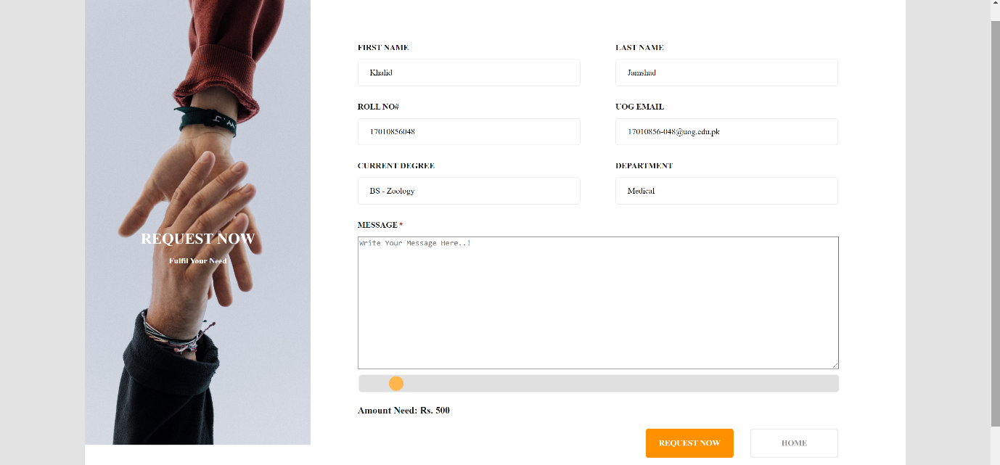 FIRST NAME
LAST NAME
Khalid
Jamshad
ROLL NO#
UOG EMAIL
17010856048
17010856-048@uog.edu.pk
CURRENT DEGREE
DEPARTMENT
BS - Zoology
Medical
MESSAGE *
Write Your Message Here..!
REQUEST NOW
Fulfil Your Need
Amount Need: Rs. 500
REQUEST NOW
HOME